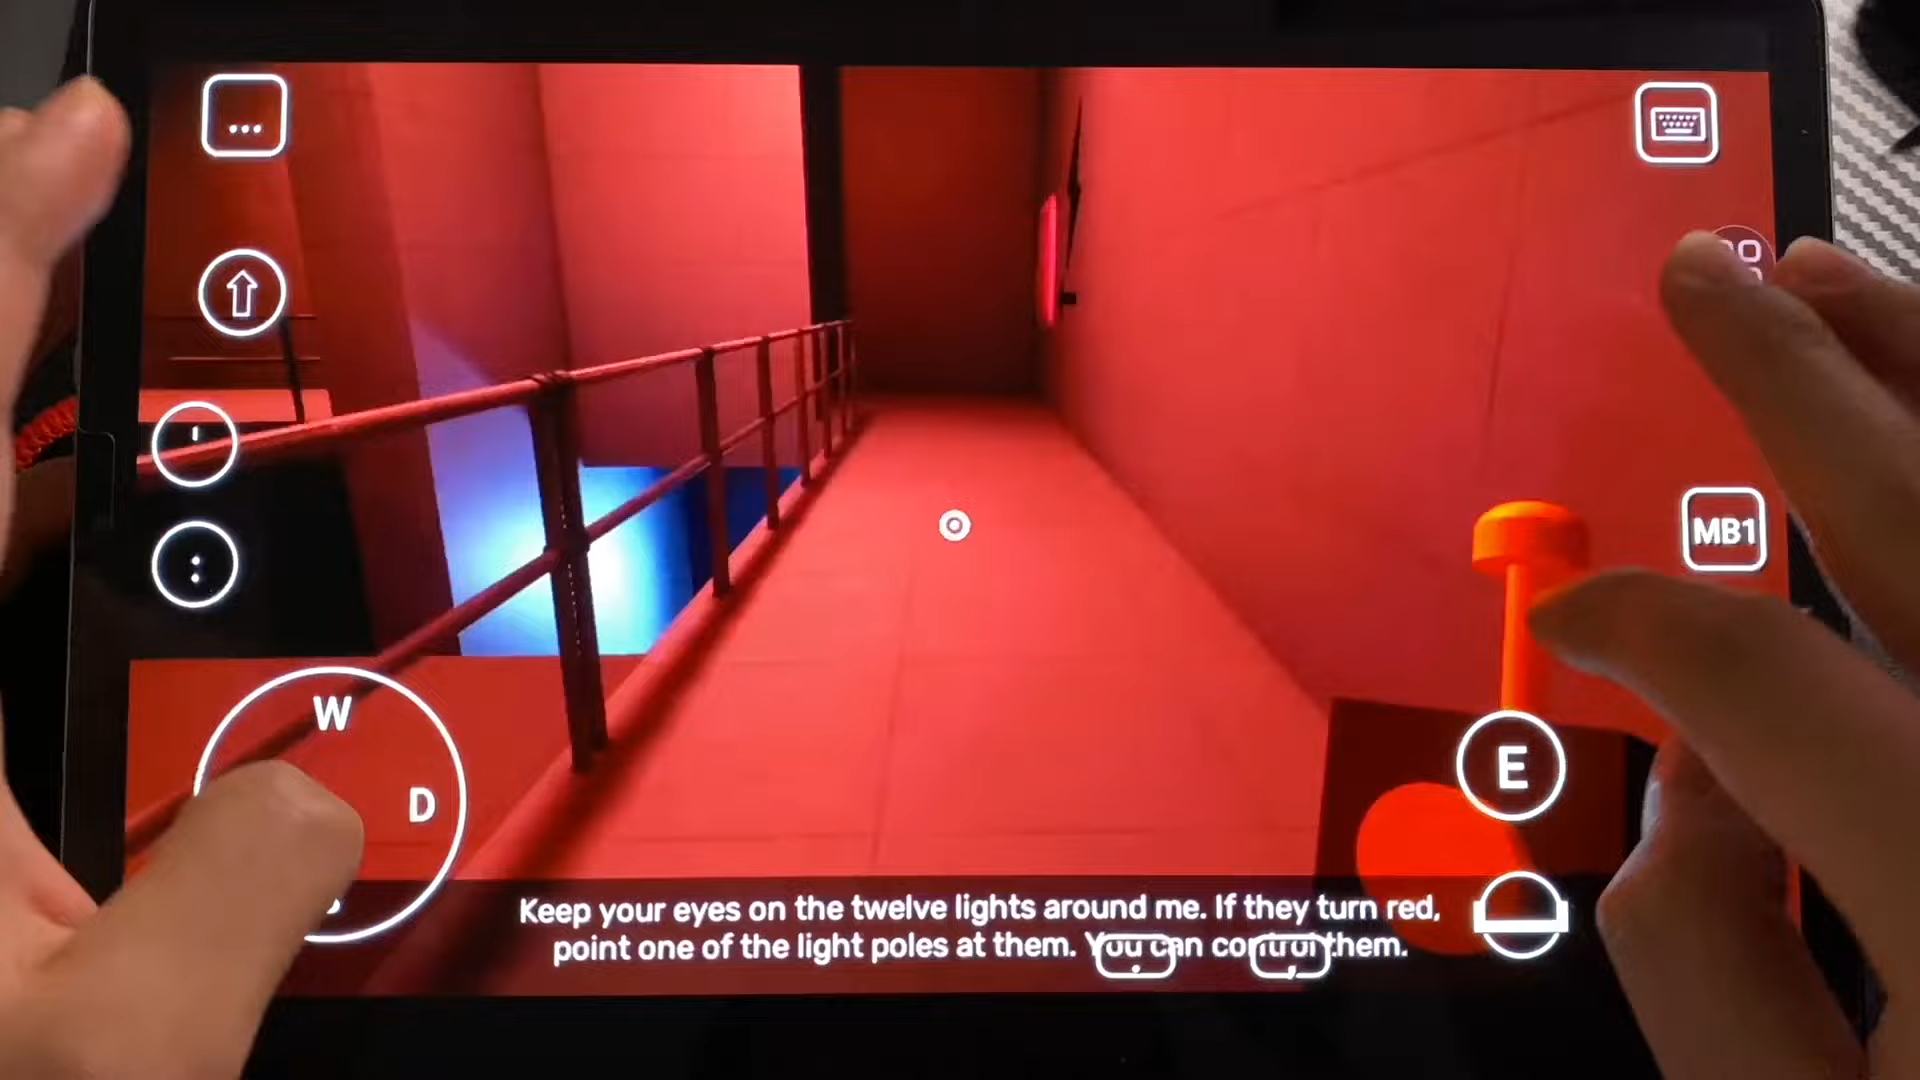 ...
MB1
W
D
E
Keep your eyes on the twelve lights around me. If they turn red,
point one of the light poles at them. You can control them.